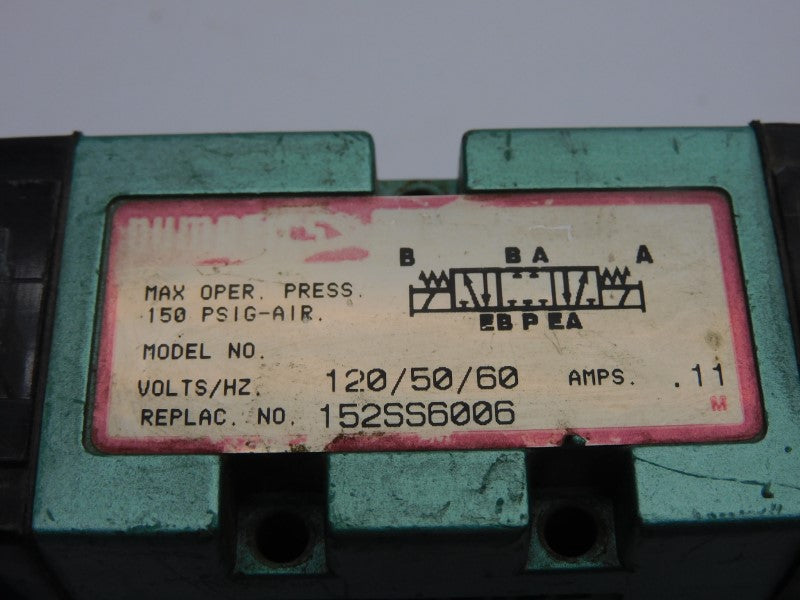 B B A A
MAX OPER. PRESS.
150 PSIG-AIR.
EB P EA
MODEL NO.
VOLTS/HZ. 120/50/60 AMPS. .11
REPLAC. NO. 152SS6006 M